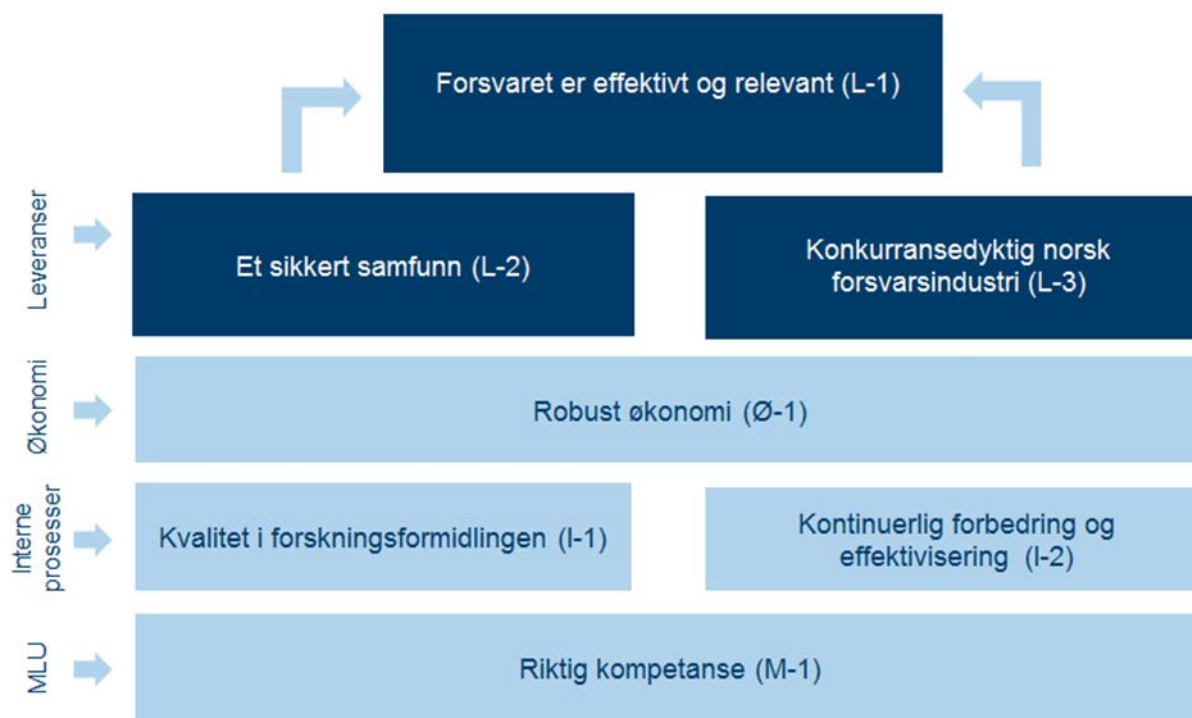 Forsvaret er effektivt og relevant (L-1)
Leveranser
Et sikkert samfunn (L-2)
Konkurransedyktig norsk
forsvarsindustri (L-3)
Økonomi
Robust økonomi (Ø-1)
Interne
prosesser
Kvalitet i forskningsformidlingen (I-1)
Kontinuerlig forbedring og
effektivisering (I-2)
MLU
Riktig kompetanse (M-1)